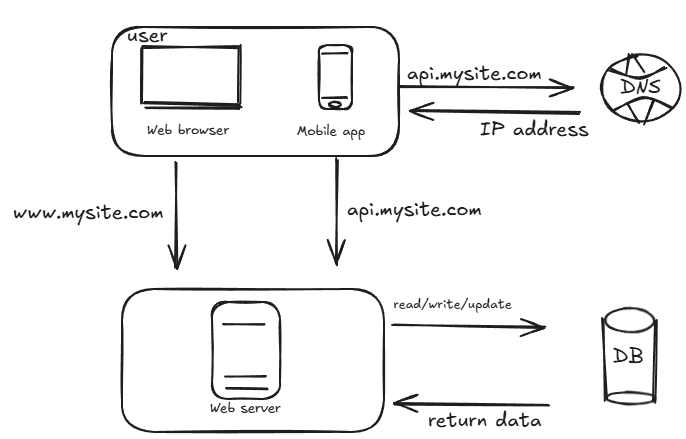 user
Web browser
Mobile app
api.mysite.com
DNS
IP address
www.mysite.com
api.mysite.com
Web server
read/write/update
DB
return data